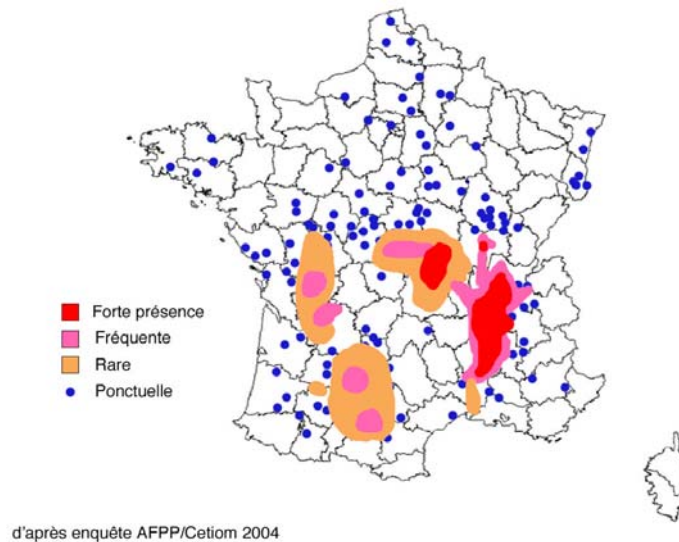 Forte présence
Fréquente
Rare
Ponctuelle
d'après enquête AFPP/Cetiom 2004